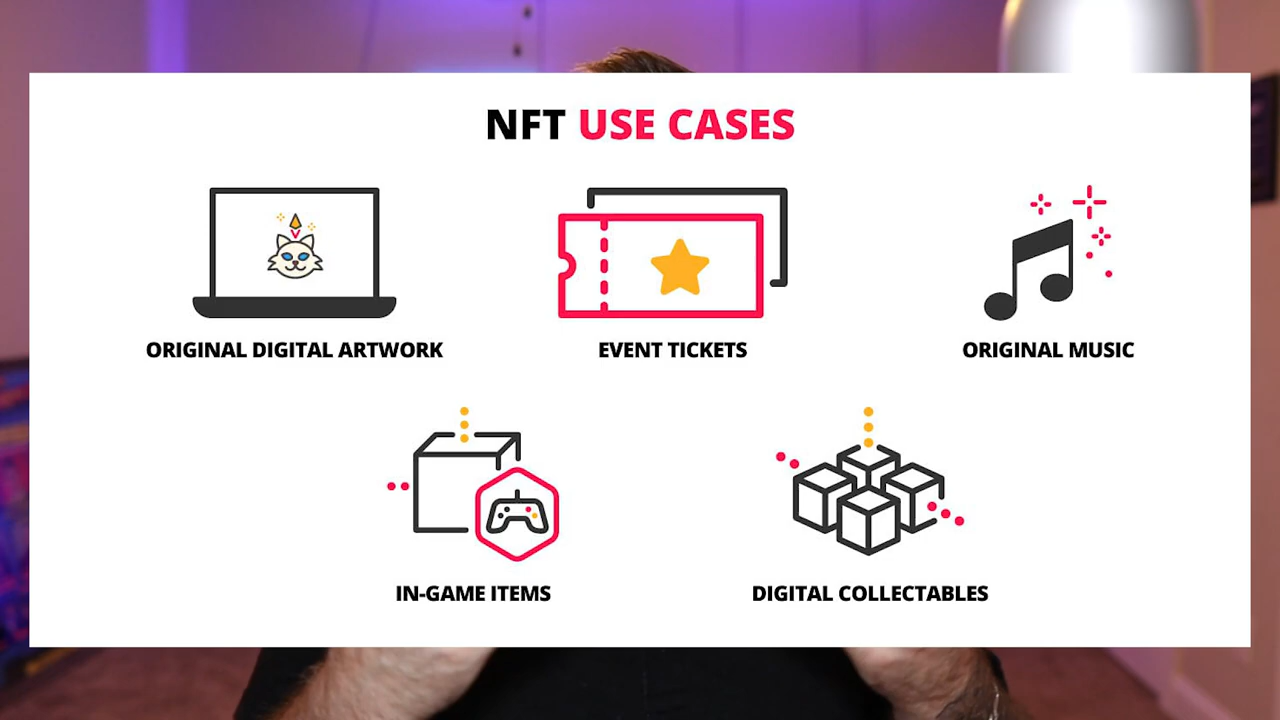 NFT USE CASES
ORIGINAL DIGITAL ARTWORK
EVENT TICKETS
ORIGINAL MUSIC
IN-GAME ITEMS
DIGITAL COLLECTABLES